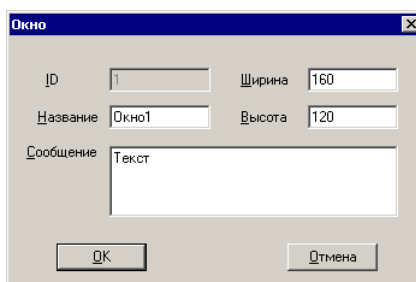 Окно
ID 1 Ширина 160
Название Окно1 Высота 120
Сообщение Текст
OK Отмена